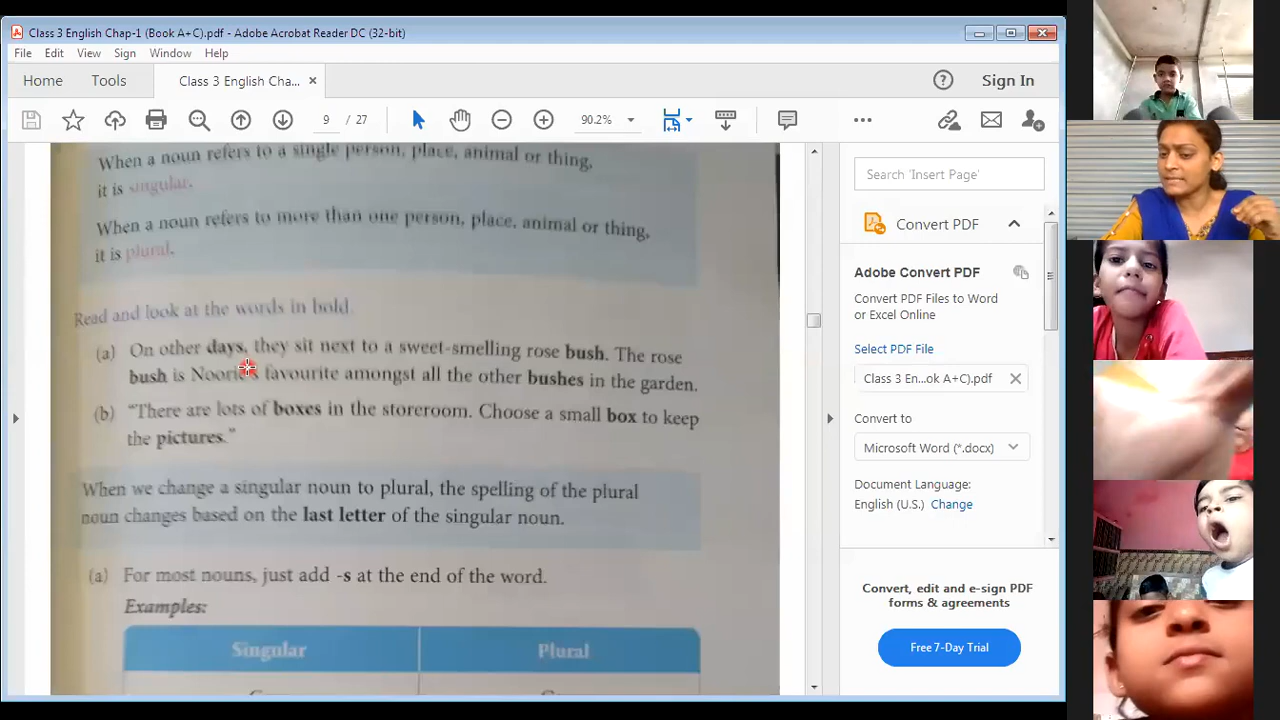 Class 3 English Chap-1 (Book A+C).pdf - Adobe Acrobat Reader DC (32-bit)
File Edit View Sign Window Help
Home Tools Class 3 English Cha... × Sign In
9 / 27 90.2%
When a noun refers to a single person, place, animal or thing,
it is singular.
When a noun refers to more than one person, place, animal or thing,
it is plural.
Read and look at the words in bold.
(a) On other days, they sit next to a sweet-smelling rose bush. The rose
bush is Noorie's favourite amongst all the other bushes in the garden.
(b) "There are lots of boxes in the storeroom. Choose a small box to keep
the pictures."
When we change a singular noun to plural, the spelling of the plural
noun changes based on the last letter of the singular noun.
(a) For most nouns, just add -s at the end of the word.
Examples:
Singular Plural
Search 'Insert Page'
Convert PDF
Adobe Convert PDF
Convert PDF Files to Word
or Excel Online
Select PDF File
Class 3 En...ok A+C).pdf
Convert to
Microsoft Word (*.docx)
Document Language:
English (U.S.) Change
Convert, edit and e-sign PDF
forms & agreements
Free 7-Day Trial